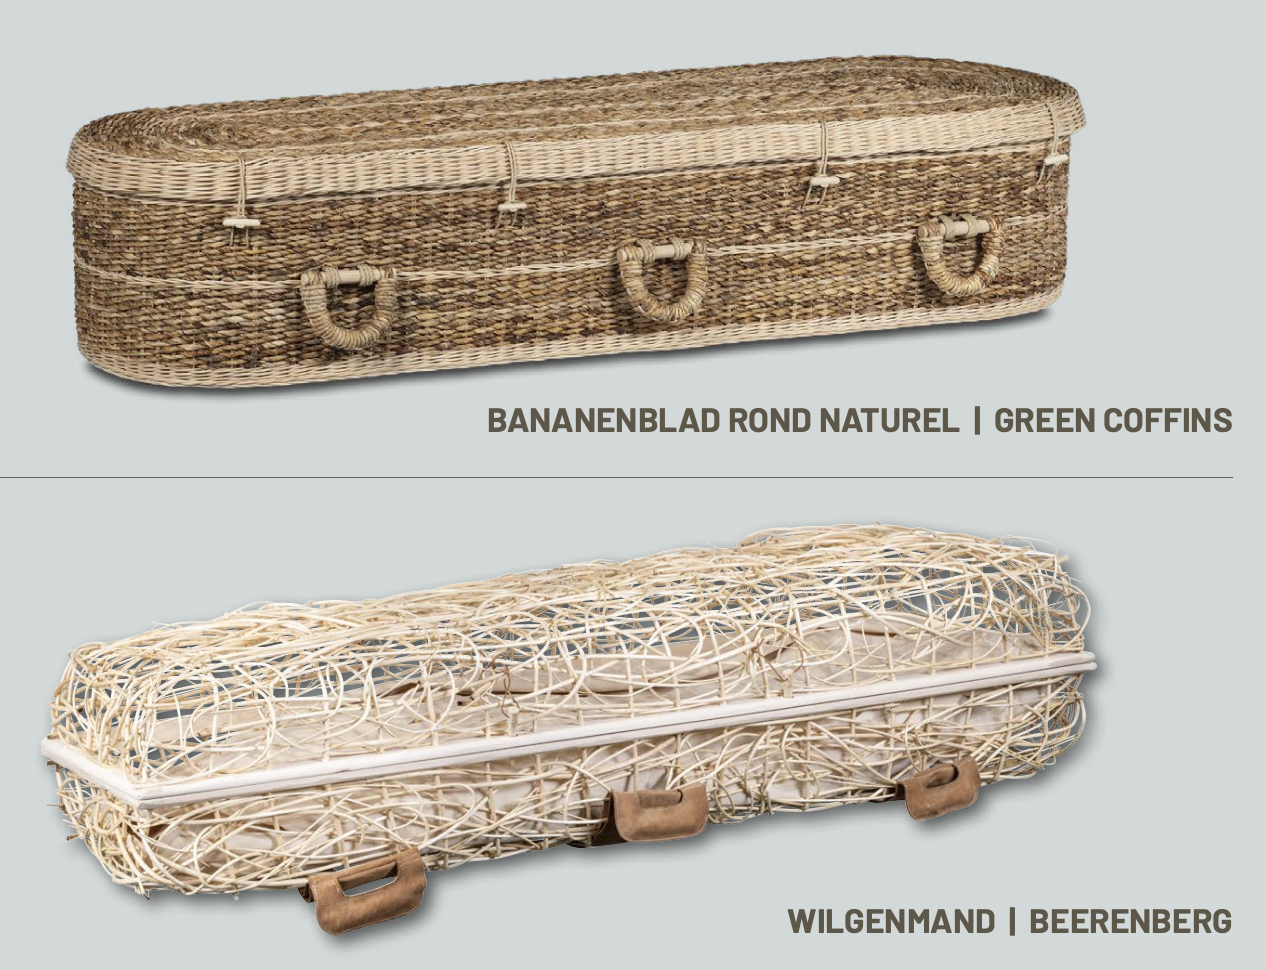 BANANENBLAD ROND NATUREL | GREEN COFFINS
WILGENMAND | BEERENBERG